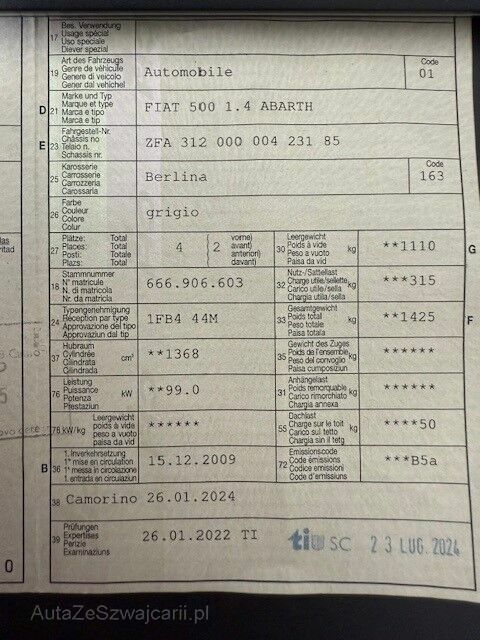 17 Bes. Verwendung
Usage spécial
Uso speciale
Diever spezial
19 Art des Fahrzeugs
Genre de véhicule
Genere di veicolo
Gener dal vehichel
Automobile
Code
01
D 21 Marke und Typ
Marque et type
Marca e tipo
Marca e tip
FIAT 500 1.4 ABARTH
E 23 Fahrgestell-Nr.
Châssis no
Telaio n.
Schassis nr.
ZFA 312 000 004 231 85
25 Karosserie
Carrosserie
Carrozzeria
Carossaria
Berlina
Code
163
26 Farbe
Couleur
Colore
Colur
grigio
27 Plätze: Total
Places: Total
Posti: Totale
Plazs: Total
4 2
vorne)
avant)
anteriori)
davant)
30 Leergewicht
Poids à vide
Peso a vuoto
Paisa da vid
kg **1110 G
18 Stammnummer
N° matricule
N. di matricola
Nr. da matricla
666.906.603
32 Nutz-/Sattellast
Charge utile/sellette
Carico utile/sella
Chargia utila/sella
kg ***315
24 Typengenehmigung
Réception par type
Approvazione del tipo
Approvaziun dal tip
1FB4 44M
33 Gesamtgewicht
Poids total
Peso totale
Paisa totala
kg **1425 F
37 Hubraum
Cylindrée
Cilindrata
Cilindrada
cm³ **1368
35 Gewicht des Zuges
Poids de l'ensemble
Peso del convoglio
Paisa cumposiziun
kg ******
76 Leistung
Puissance
Potenza
Prestaziun
kW **99.0
31 Anhängelast
Poids remorquable
Carico rimorchiato
Chargia annexa
kg ******
78 kW/kg Leergewicht
poids à vide
peso a vuoto
paisa da vid
******
55 Dachlast
Charge sur le toit
Carico sul tetto
Chargia sin il tetg
kg ****50
B 36 1. Inverkehrsetzung
1re mise en circulation
1a messa in circolazione
1. entrada en circulaziun
15.12.2009
72 Emissionscode
Code émissions
Codice emissioni
Code d'emissiuns
***B5a
38 Camorino 26.01.2024
39 Prüfungen
Expertises
Perizie
Examinaziuns
26.01.2022 TI
ti SC 23 LUG. 2024
0
AutaZeSzwajcarii.pl